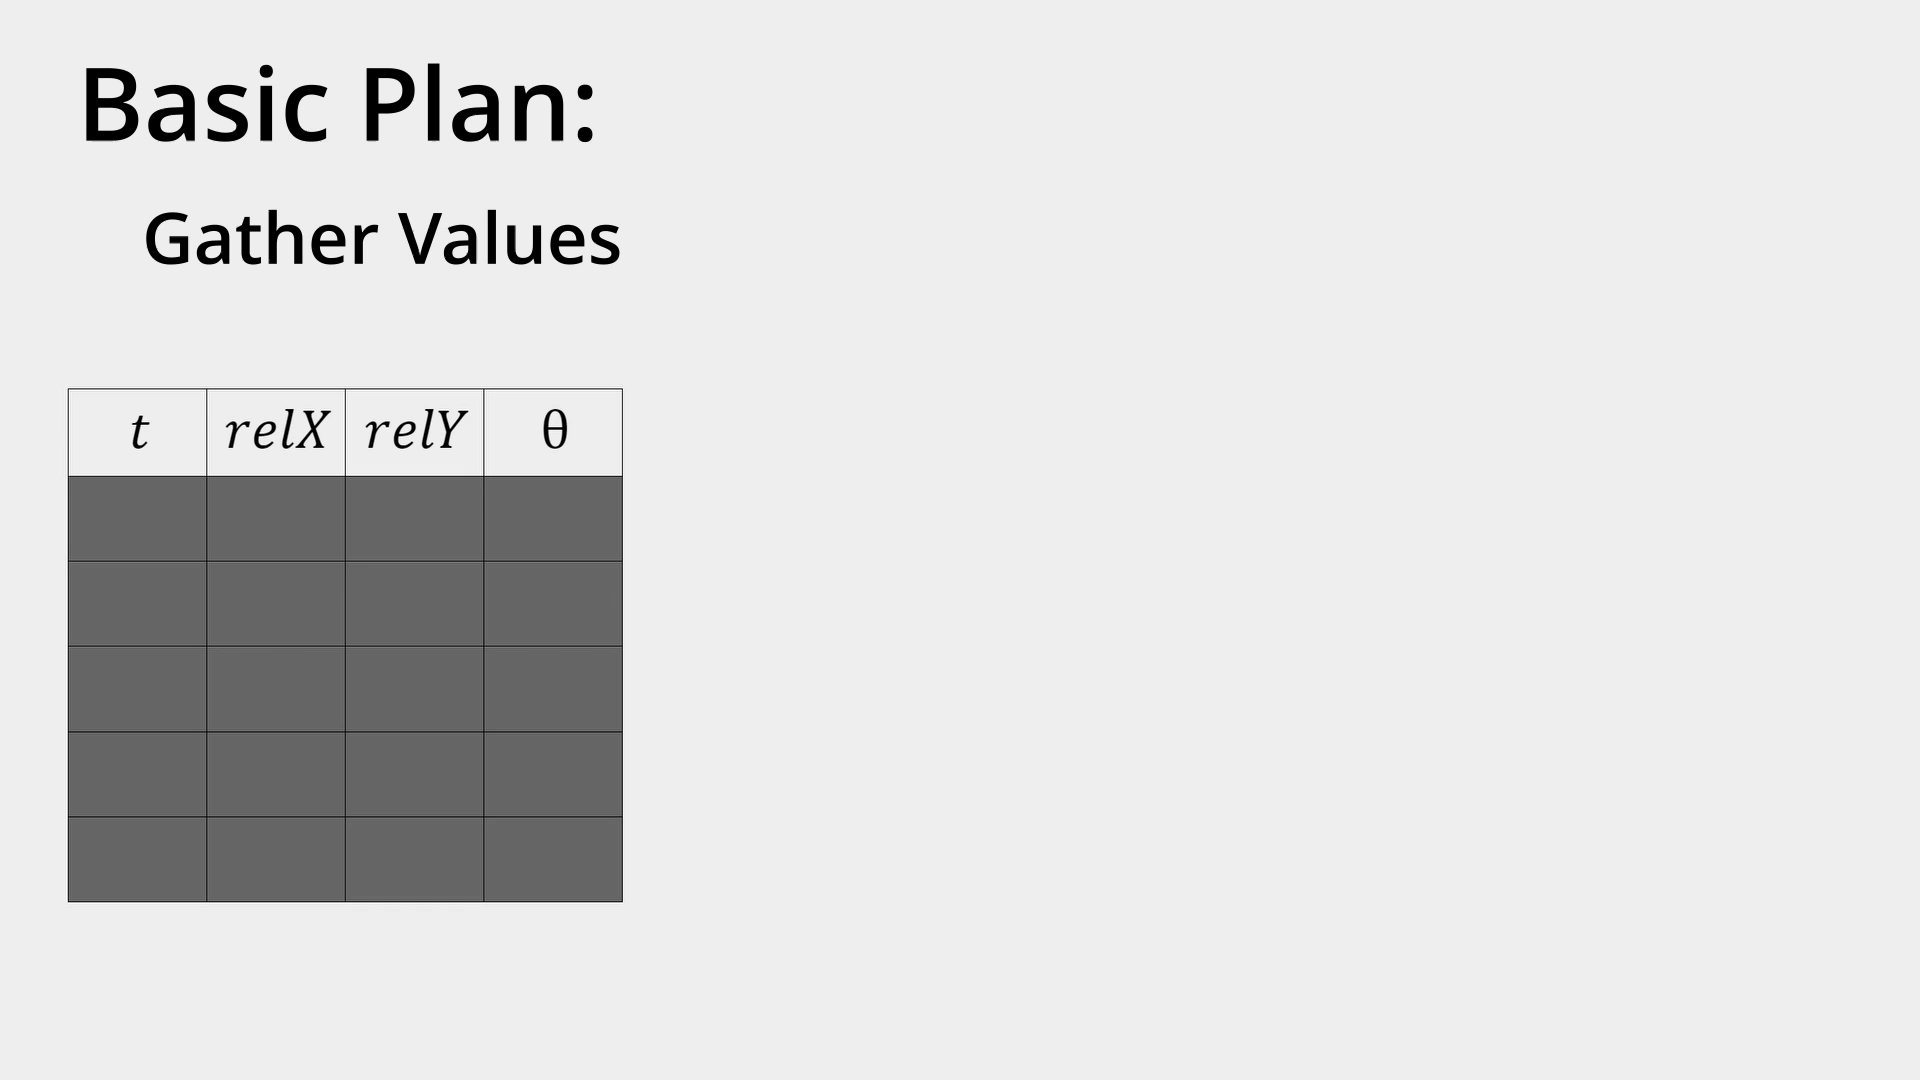 Basic Plan:
Gather Values
t relX relY θ